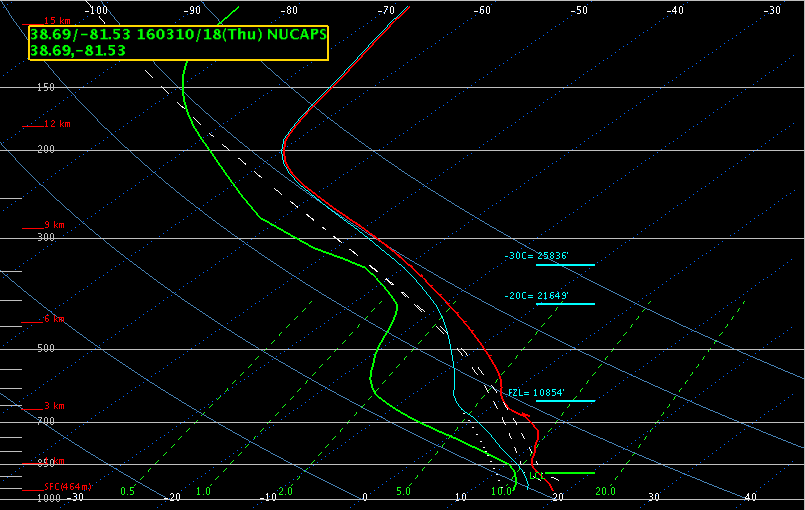 -100 -90 -80 -70 -60 -50 -40 -30
15 km
38.69/-81.53 160310/18(Thu) NUCAPS
38.69,-81.53
150
12 km
200
9 km
300
-30C= 25836'
-20C= 21649'
6 km
500
FZL= 10854'
3 km
700
850
SFC(464m)
0.5 1.0 2.0 5.0 10.0 20.0
1000 -30 -20 -10 0 10 20 30 40